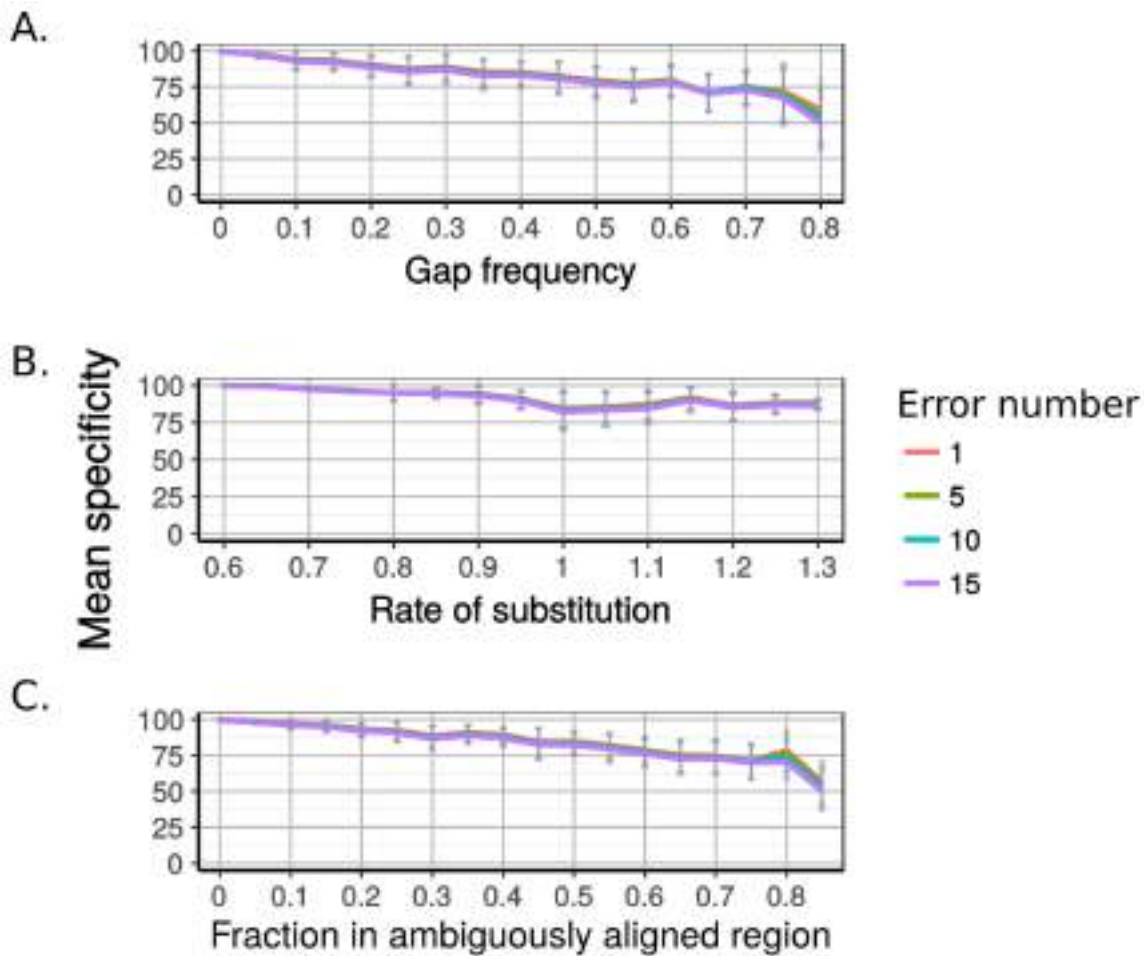 A.
100
75
50
25
0
0 0.1 0.2 0.3 0.4 0.5 0.6 0.7 0.8
Gap frequency
B.
Mean specificity
100
75
50
25
0
0.6 0.7 0.8 0.9 1 1.1 1.2 1.3
Rate of substitution
Error number
1
5
10
15
C.
100
75
50
25
0
0 0.1 0.2 0.3 0.4 0.5 0.6 0.7 0.8
Fraction in ambiguously aligned region